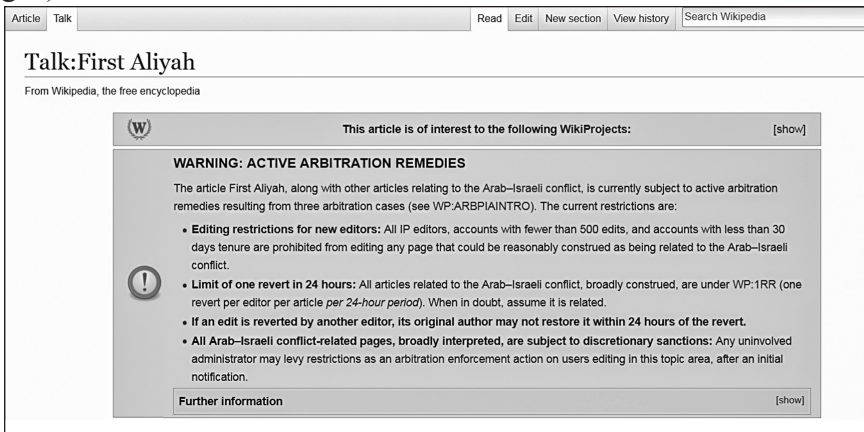 Article Talk Read Edit New section View history Search Wikipedia
Talk:First Aliyah
From Wikipedia, the free encyclopedia
W This article is of interest to the following WikiProjects: [show]
WARNING: ACTIVE ARBITRATION REMEDIES
The article First Aliyah, along with other articles relating to the Arab–Israeli conflict, is currently subject to active arbitration
remedies resulting from three arbitration cases (see WP:ARBPIAINTRO). The current restrictions are:
• Editing restrictions for new editors: All IP editors, accounts with fewer than 500 edits, and accounts with less than 30
days tenure are prohibited from editing any page that could be reasonably construed as being related to the Arab–Israeli
conflict.
• Limit of one revert in 24 hours: All articles related to the Arab–Israeli conflict, broadly construed, are under WP:1RR (one
revert per editor per article per 24-hour period). When in doubt, assume it is related.
• If an edit is reverted by another editor, its original author may not restore it within 24 hours of the revert.
• All Arab–Israeli conflict-related pages, broadly interpreted, are subject to discretionary sanctions: Any uninvolved
administrator may levy restrictions as an arbitration enforcement action on users editing in this topic area, after an initial
notification.
Further information [show]